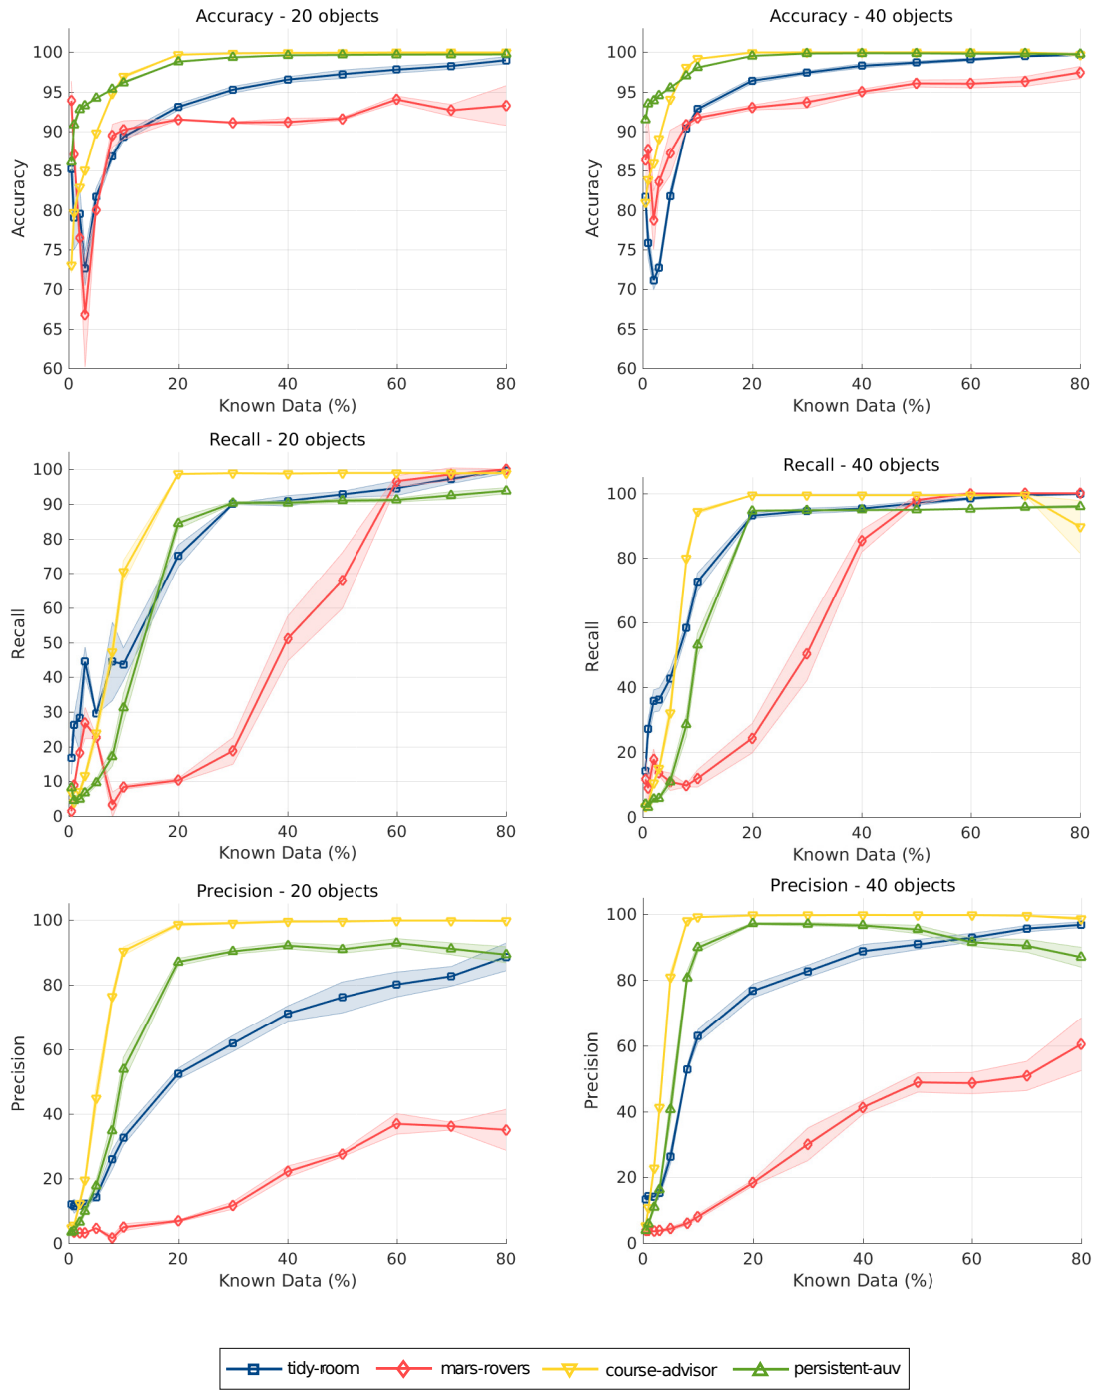 Accuracy - 20 objects
100
95
90
85
80
75
70
65
60
Accuracy
0 20 40 60 80
Known Data (%)
Accuracy - 40 objects
100
95
90
85
80
75
70
65
60
Accuracy
0 20 40 60 80
Known Data (%)
Recall - 20 objects
100
90
80
70
60
50
40
30
20
10
0
Recall
0 20 40 60 80
Known Data (%)
Recall - 40 objects
100
80
60
40
20
0
Recall
0 20 40 60 80
Known Data (%)
Precision - 20 objects
100
80
60
40
20
0
Precision
0 20 40 60 80
Known Data (%)
Precision - 40 objects
100
80
60
40
20
0
Precision
0 20 40 60 80
Known Data (%)
tidy-room mars-rovers course-advisor persistent-auv